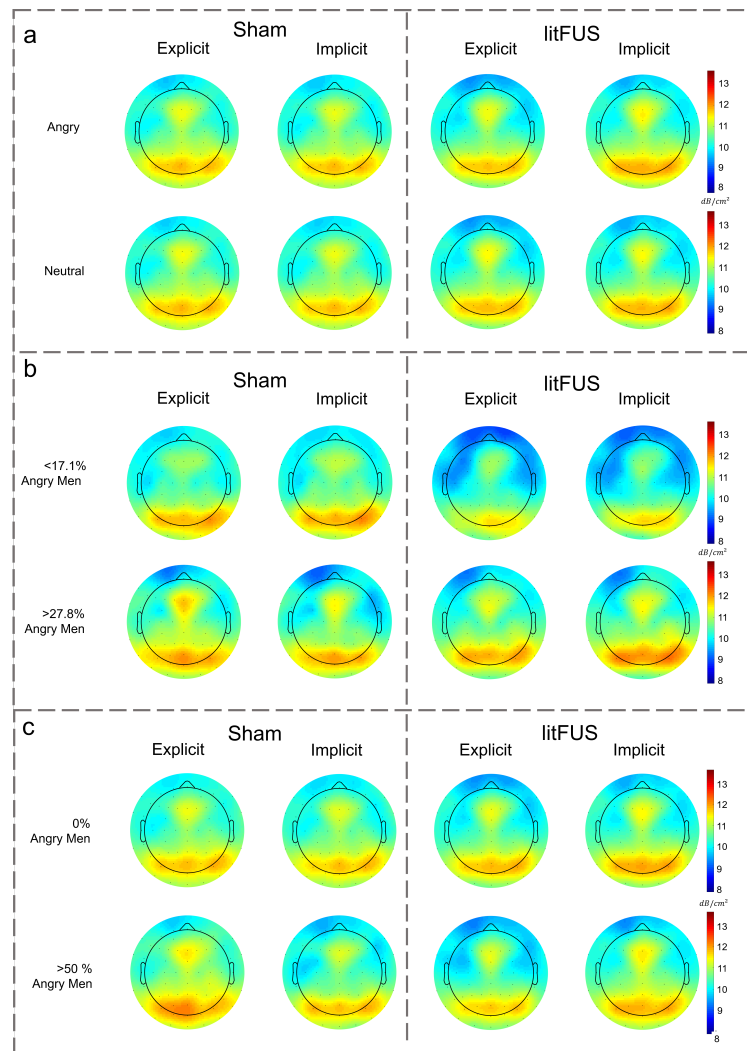 a
Sham
litFUS
Explicit
Implicit
Explicit
Implicit
Angry
13
12
11
10
9
8
dB/cm²
Neutral
13
12
11
10
9
8
b
Sham
litFUS
Explicit
Implicit
Explicit
Implicit
<17.1%
Angry Men
13
12
11
10
9
8
dB/cm²
>27.8%
Angry Men
13
12
11
10
9
8
c
Sham
litFUS
Explicit
Implicit
Explicit
Implicit
0%
Angry Men
13
12
11
10
9
8
dB/cm²
>50 %
Angry Men
13
12
11
10
9
8